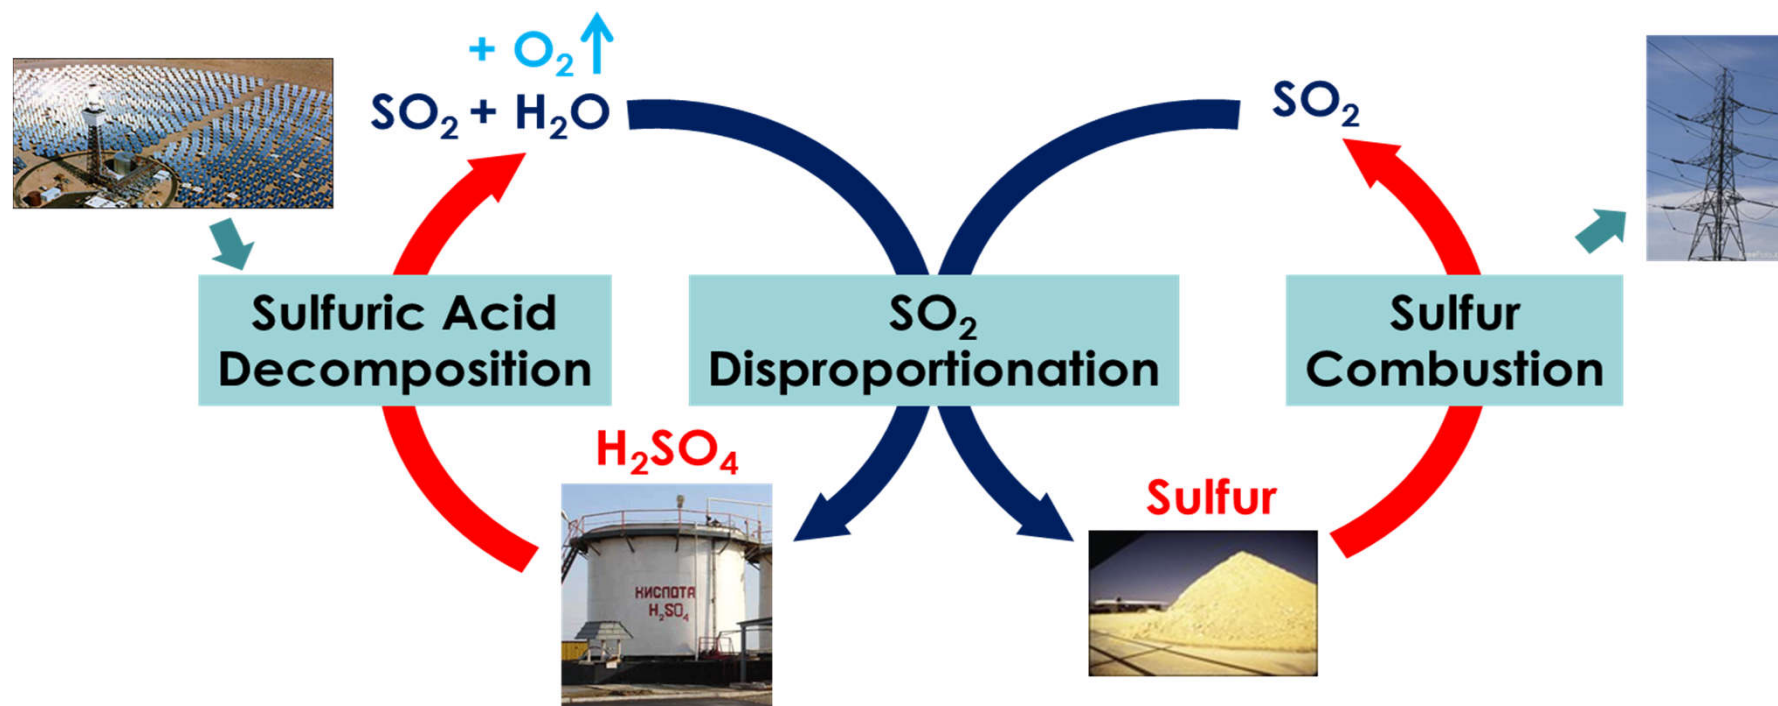 + O₂ ↑
SO₂ + H₂O
SO₂
Sulfuric Acid
Decomposition
SO₂
Disproportionation
Sulfur
Combustion
H₂SO₄
КИСЛОТА
H₂SO₄
Sulfur